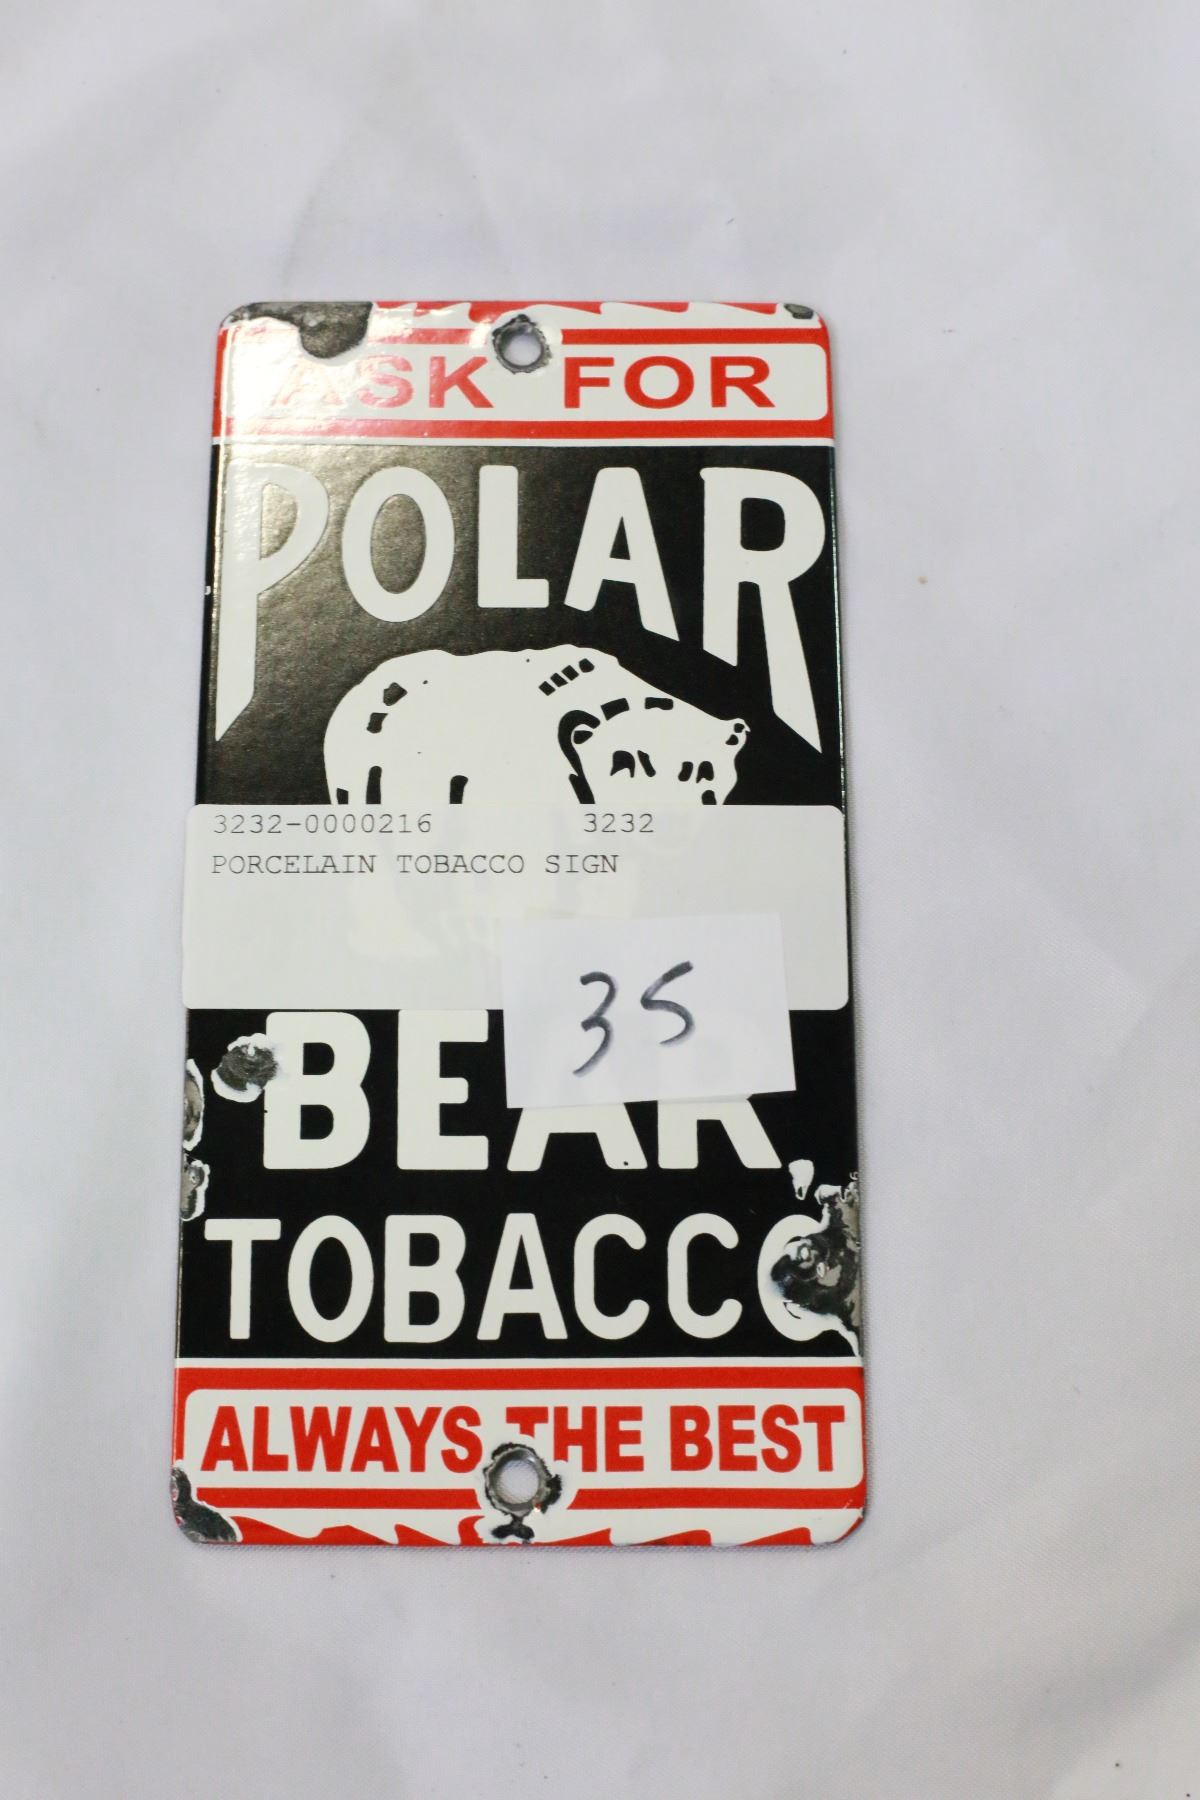 ASK FOR
POLAR
3232-0000216 3232
PORCELAIN TOBACCO SIGN
35
BEAR
TOBACCO
ALWAYS THE BEST